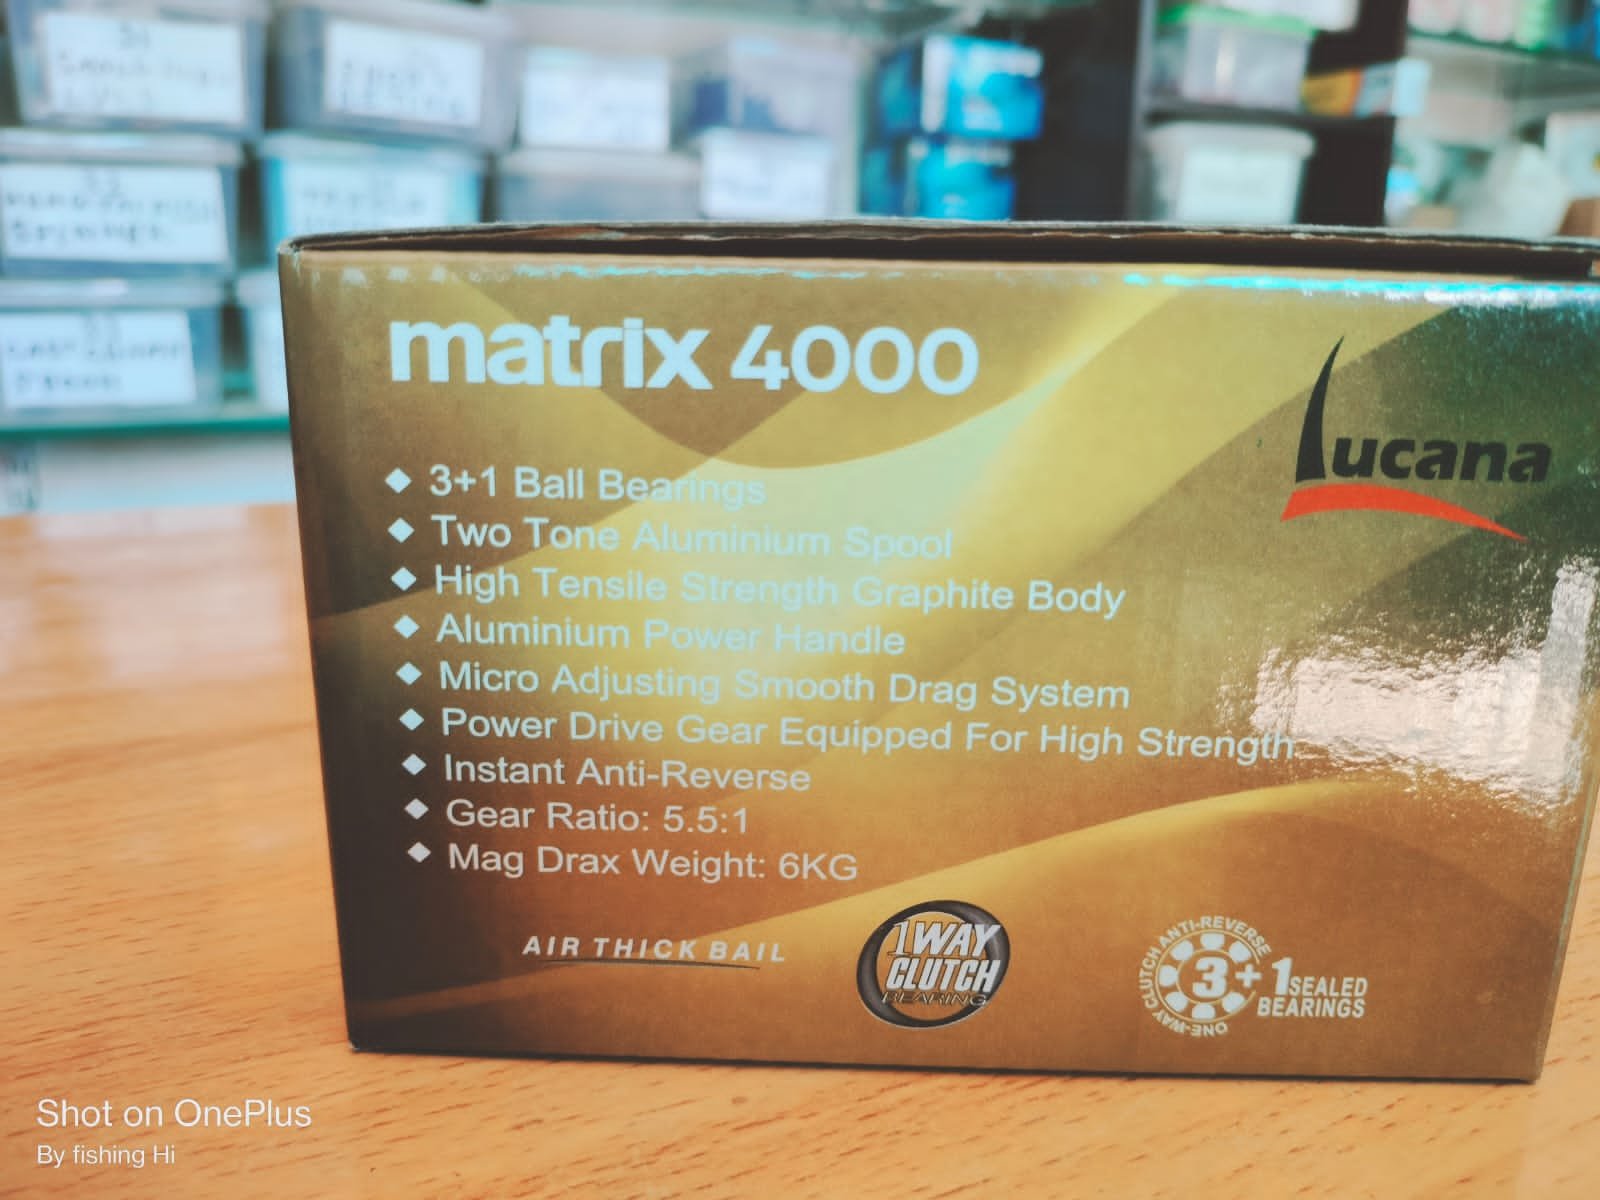 matrix 4000
Lucana
3+1 Ball Bearings
Two Tone Aluminium Spool
High Tensile Strength Graphite Body
Aluminium Power Handle
Micro Adjusting Smooth Drag System
Power Drive Gear Equipped For High Strength
Instant Anti-Reverse
Gear Ratio: 5.5:1
Mag Drax Weight: 6KG
AIR THICK BAIL
1WAY
CLUTCH
BEARING
ONE-WAY CLUTCH ANTI-REVERSE
3+1 SEALED
BEARINGS
Shot on OnePlus
By fishing Hi